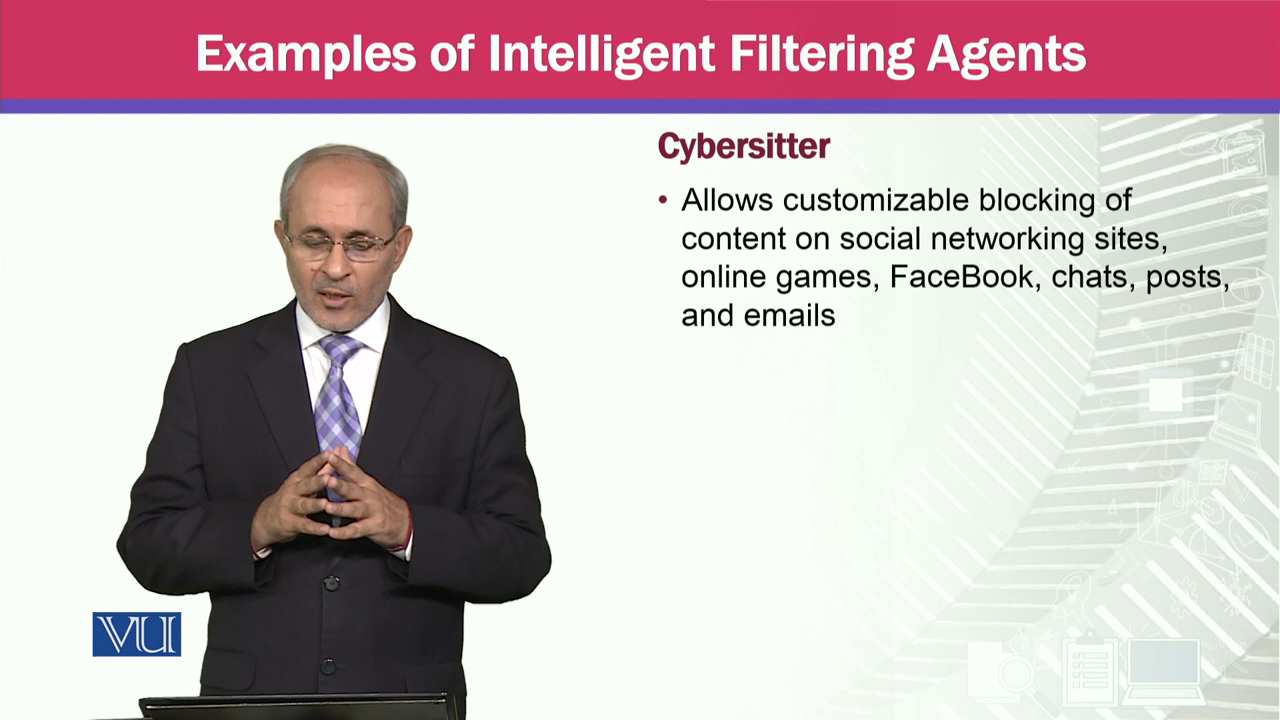 Examples of Intelligent Filtering Agents
Cybersitter
• Allows customizable blocking of
content on social networking sites,
online games, FaceBook, chats, posts,
and emails
VU